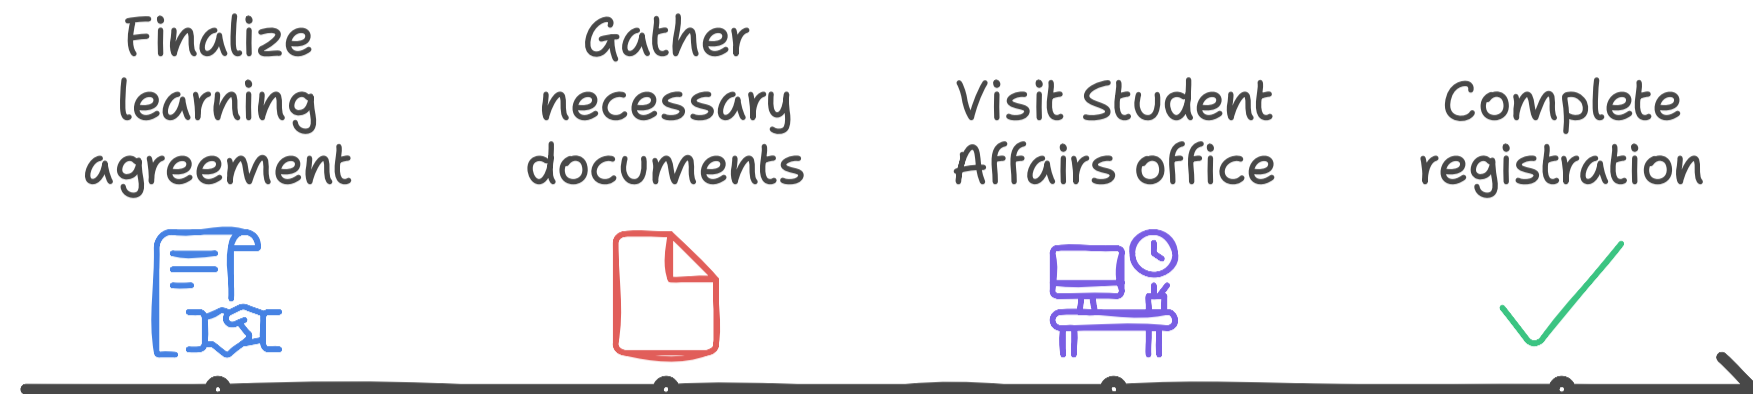 Finalize
learning
agreement
Gather
necessary
documents
Visit Student
Affairs office
Complete
registration